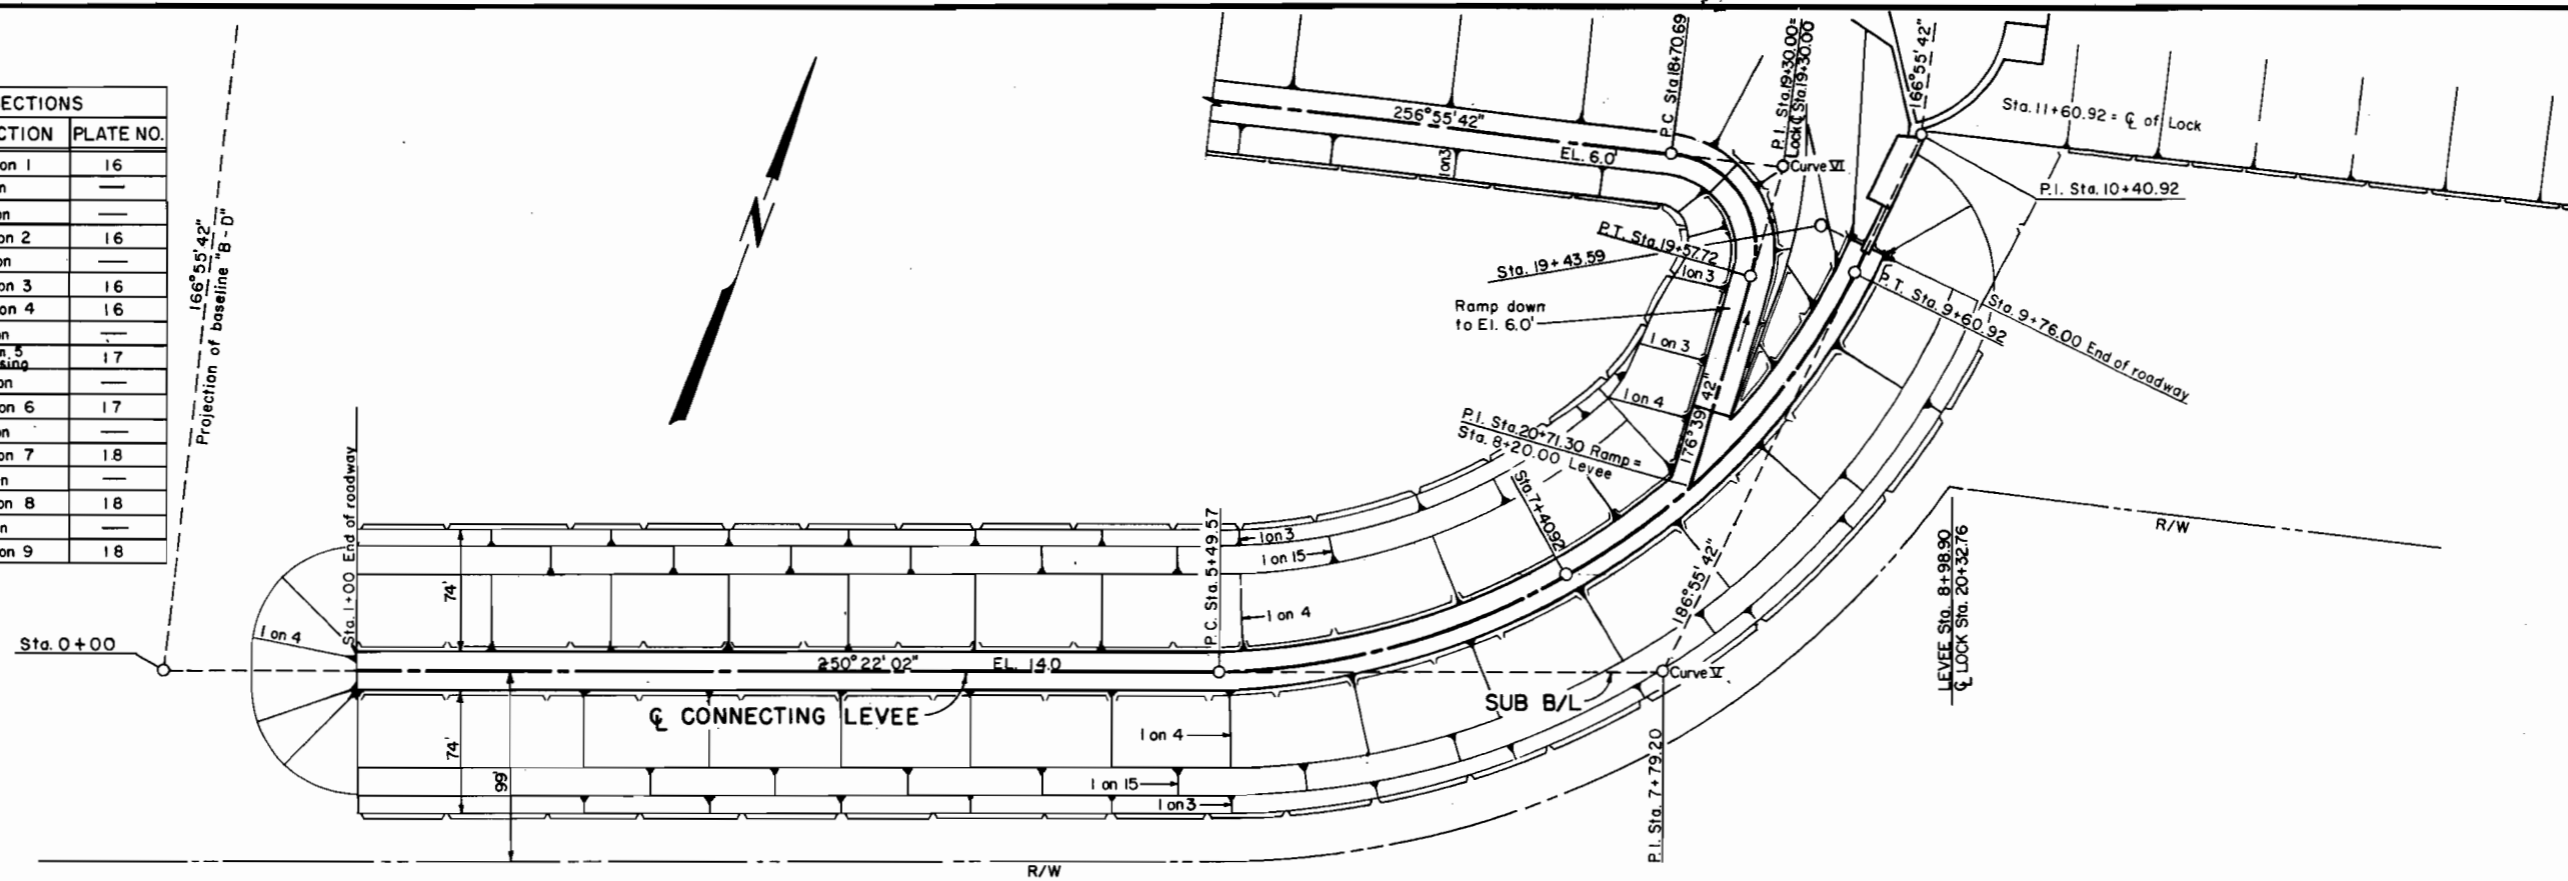 ECTIONS
CTION PLATE NO.
on 1 16
n —
on —
on 2 16
on —
on 3 16
on 4 16
on —
n. 5
sing 17
on —
on 6 17
on —
on 7 18
n —
on 8 18
n —
on 9 18
166°55'42"
Projection of baseline "B-D"
N
Sta. 0+00
Sta. 1+00 End of roadway
1 on 4
74'
74'
99'
250° 22' 02"
EL. 14.0
℄ CONNECTING LEVEE
P.C. Sta. 5+49.57
1 on 3
1 on 15
1 on 4
1 on 4
1 on 15
1 on 3
R/W
256°55'42"
EL. 6.0'
1 on 3
P.C. Sta 18+70.69
P.I. Sta. 19+30.00=
Lock ℄ Sta. 19+30.00
Curve VI
166°55'42"
Sta. 11+60.92 = ℄ of Lock
P.I. Sta. 10+40.92
P.T. Sta. 19+57.72
Sta. 19+43.59
1 on 3
Ramp down
to El. 6.0'
1 on 3
1 on 4
176°39' 42"
P.I. Sta. 20+71.30 Ramp =
Sta. 8+20.00 Levee
Sta. 7+40.92
P.T. Sta. 9+60.92
Sta. 9+76.00 End of roadway
186°55'42"
SUB B/L
Curve V
P.I. Sta. 7+79.20
LEVEE Sta. 8+98.90
℄ LOCK Sta. 20+32.76
R/W